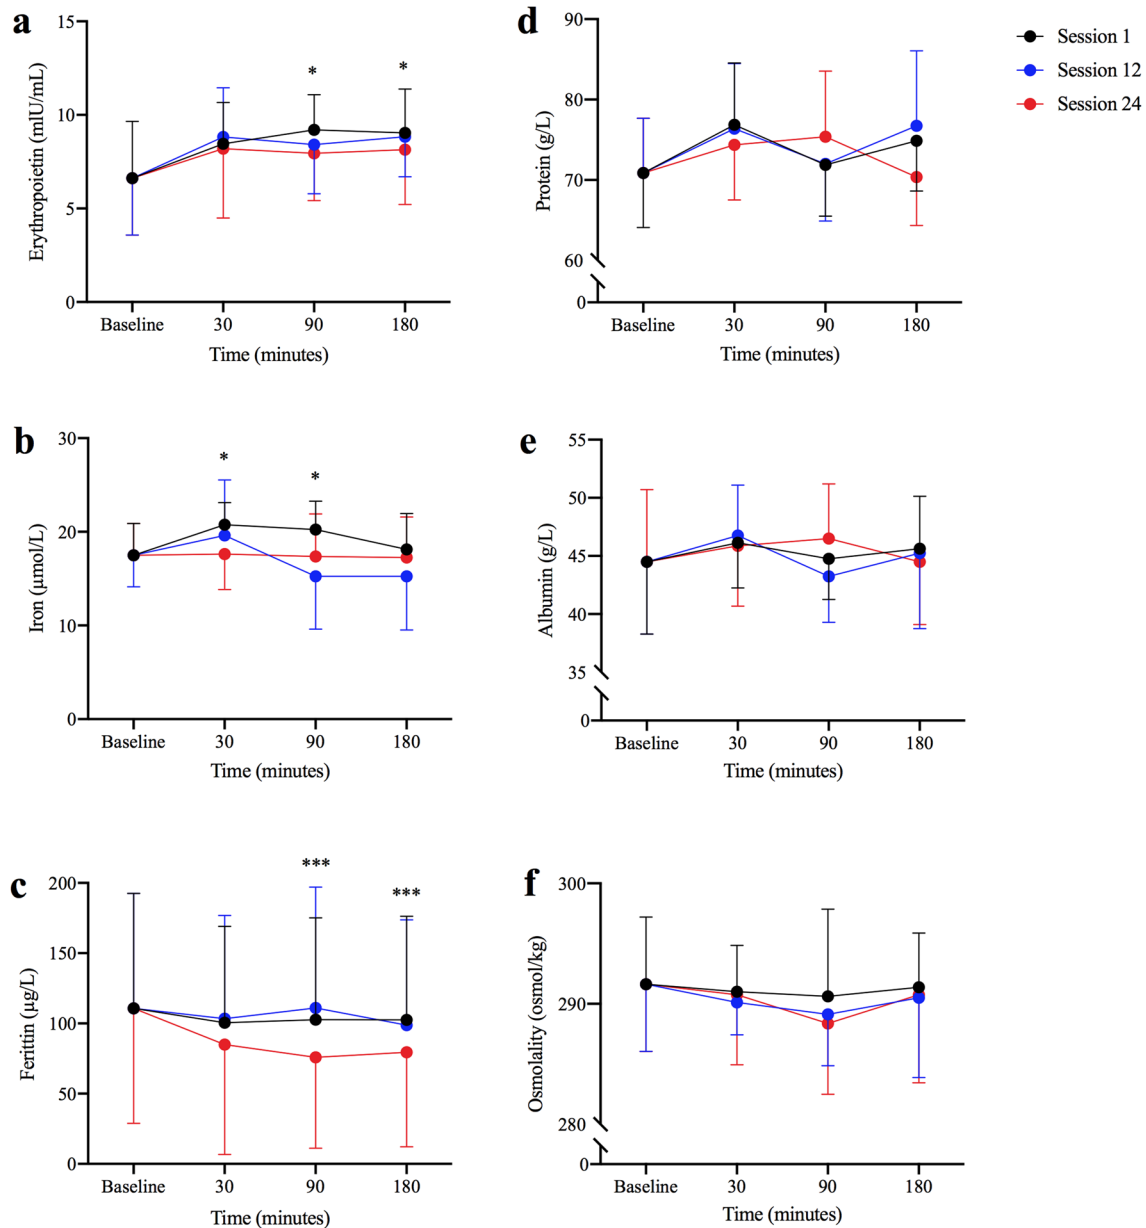 a
15
10
5
0
Erythropoietin (mlU/mL)
*
*
Baseline
30
90
180
Time (minutes)
d
90
80
70
60
0
Protein (g/L)
Baseline
30
90
180
Time (minutes)
Session 1
Session 12
Session 24
b
30
20
10
0
Iron (µmol/L)
*
*
Baseline
30
90
180
Time (minutes)
e
55
50
45
40
35
0
Albumin (g/L)
Baseline
30
90
180
Time (minutes)
c
200
150
100
50
0
Ferittin (µg/L)
***
***
Baseline
30
90
180
Time (minutes)
f
300
290
280
0
Osmolality (osmol/kg)
Baseline
30
90
180
Time (minutes)